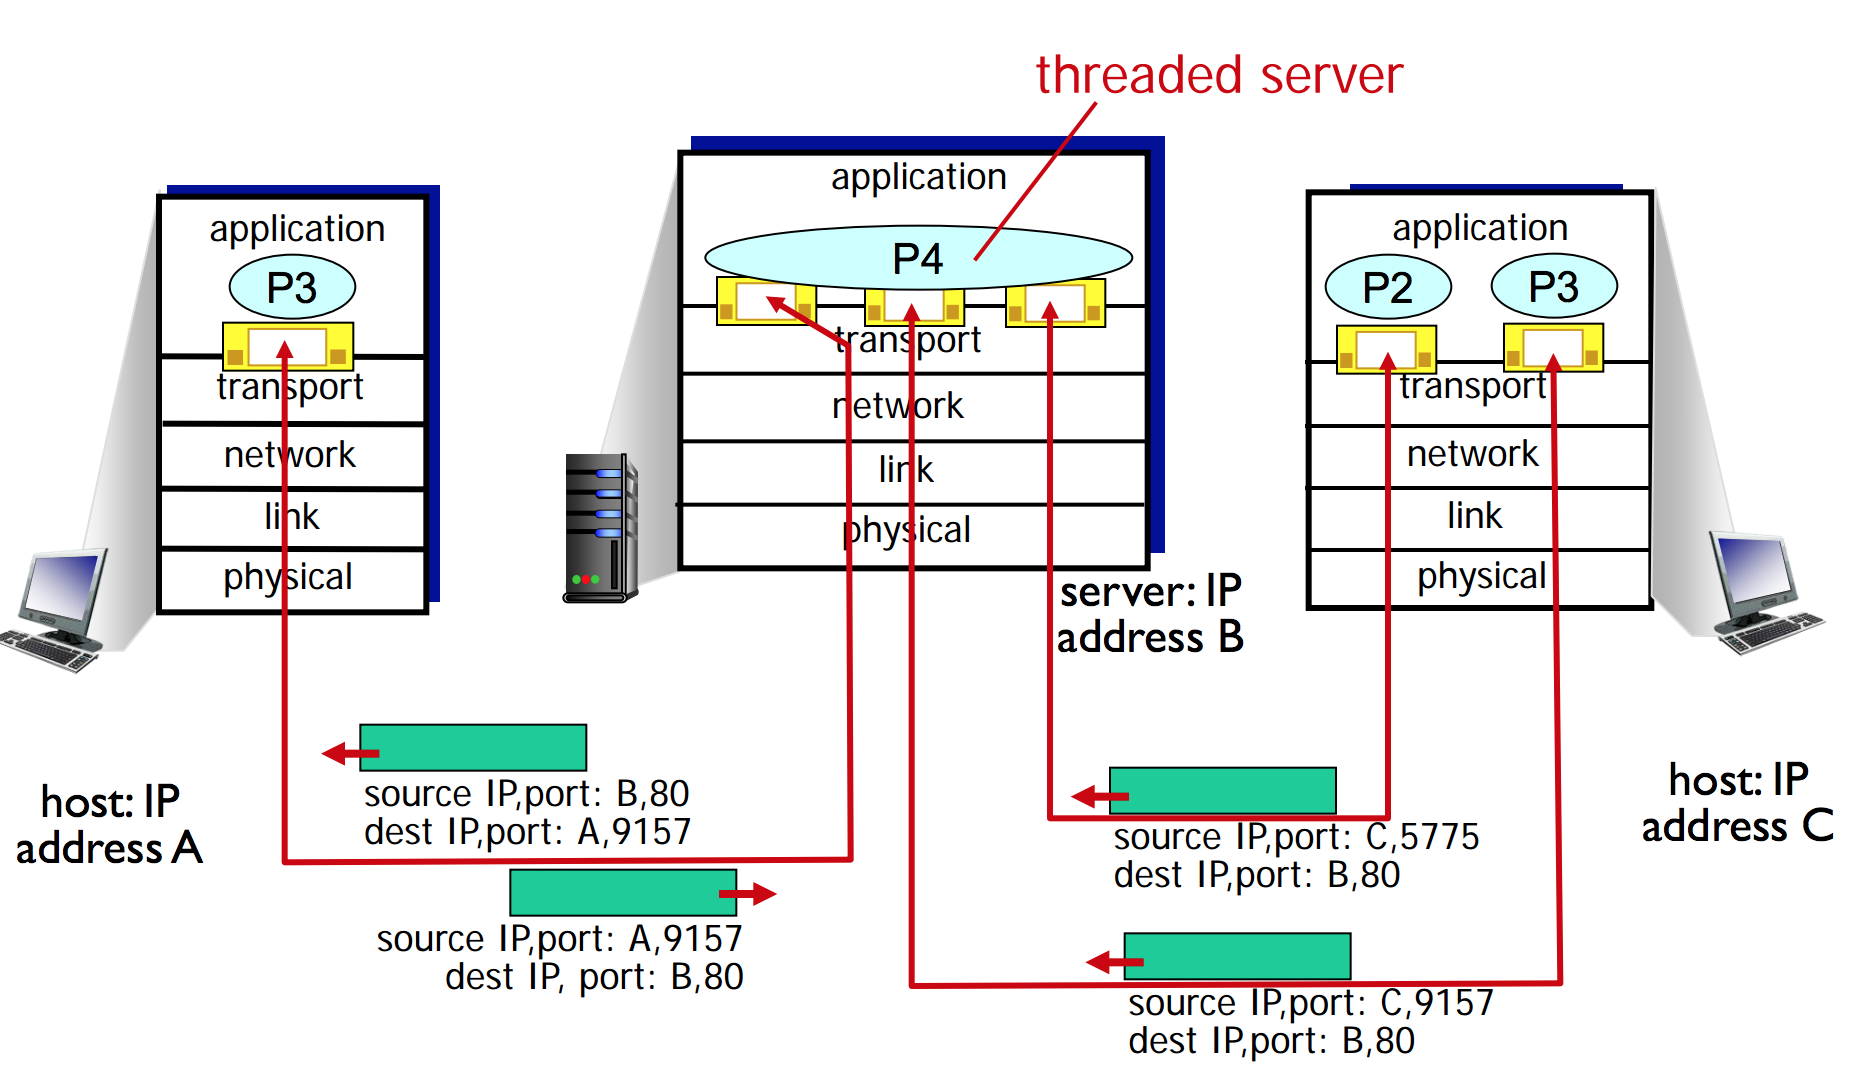 threaded server
application
P3
transport
network
link
physical
application
P4
transport
network
link
physical
application
P2
P3
transport
network
link
physical
server: IP
address B
host: IP
address A
source IP,port: B,80
dest IP,port: A,9157
source IP,port: A,9157
dest IP, port: B,80
source IP,port: C,5775
dest IP,port: B,80
source IP,port: C,9157
dest IP,port: B,80
host: IP
address C